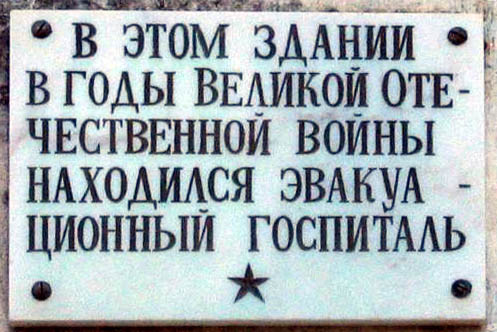 В ЭТОМ ЗДАНИИ
В ГОДЫ ВЕЛИКОЙ ОТЕ-
ЧЕСТВЕННОЙ ВОЙНЫ
НАХОДИЛСЯ ЭВАКУА -
ЦИОННЫЙ ГОСПИТАЛЬ